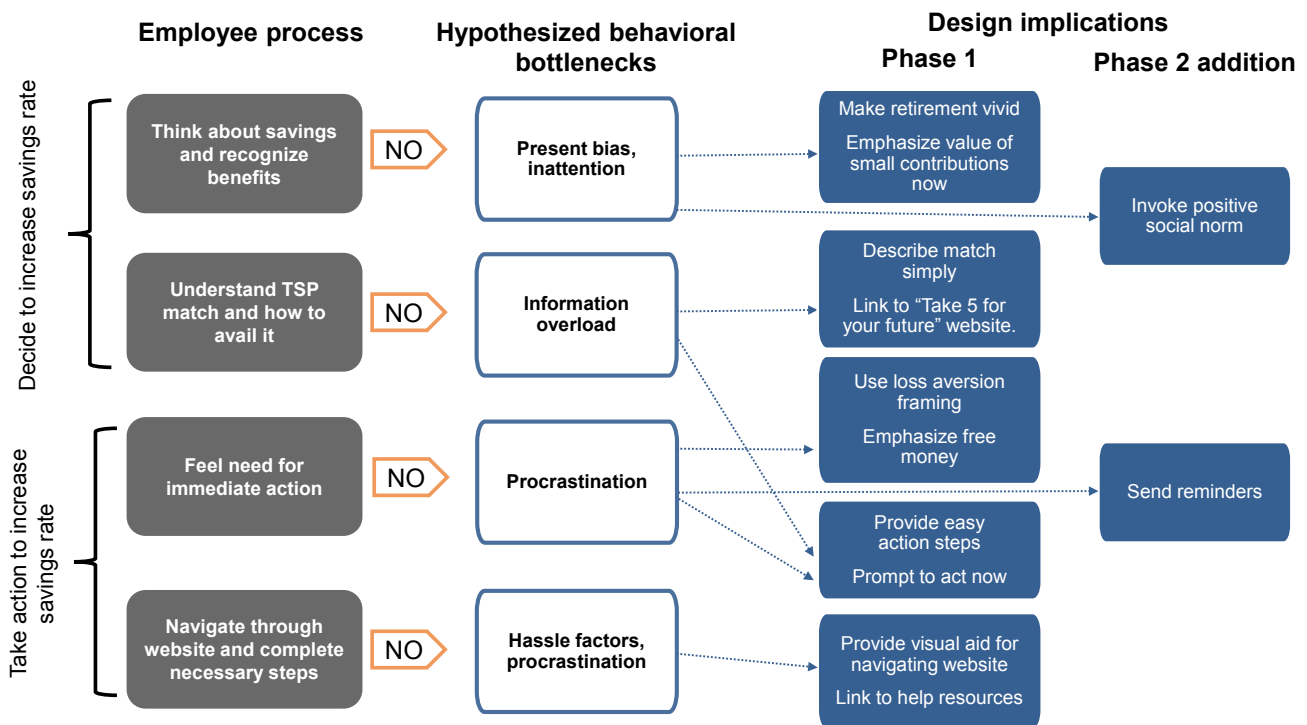 Employee process
Hypothesized behavioral
bottlenecks
Design implications
Phase 1
Phase 2 addition
Decide to increase savings rate
Think about savings
and recognize
benefits
NO
Present bias,
inattention
Make retirement vivid
Emphasize value of
small contributions
now
Invoke positive
social norm
Understand TSP
match and how to
avail it
NO
Information
overload
Describe match
simply
Link to “Take 5 for
your future” website.
Take action to increase
savings rate
Feel need for
immediate action
NO
Procrastination
Use loss aversion
framing
Emphasize free
money
Send reminders
Provide easy
action steps
Prompt to act now
Navigate through
website and complete
necessary steps
NO
Hassle factors,
procrastination
Provide visual aid for
navigating website
Link to help resources